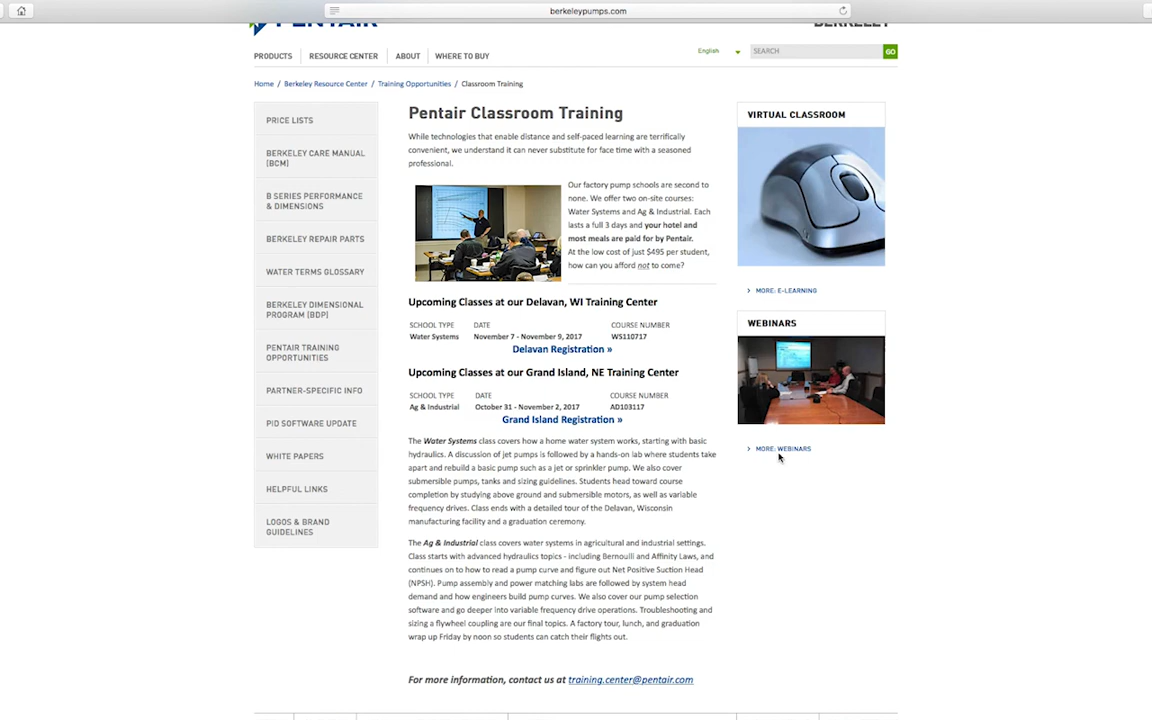 berkeleypumps.com
PENTAIR
BERKELEY
PRODUCTS RESOURCE CENTER ABOUT WHERE TO BUY
English SEARCH GO
Home / Berkeley Resource Center / Training Opportunities / Classroom Training
PRICE LISTS
BERKELEY CARE MANUAL
(BCM)
B SERIES PERFORMANCE
& DIMENSIONS
BERKELEY REPAIR PARTS
WATER TERMS GLOSSARY
BERKELEY DIMENSIONAL
PROGRAM (BDP)
PENTAIR TRAINING
OPPORTUNITIES
PARTNER-SPECIFIC INFO
PID SOFTWARE UPDATE
WHITE PAPERS
HELPFUL LINKS
LOGOS & BRAND
GUIDELINES
Pentair Classroom Training
While technologies that enable distance and self-paced learning are terrifically
convenient, we understand it can never substitute for face time with a seasoned
professional.
Our factory pump schools are second to
none. We offer two on-site courses:
Water Systems and Ag & Industrial. Each
lasts a full 3 days and your hotel and
most meals are paid for by Pentair.
At the low cost of just $495 per student,
how can you afford not to come?
Upcoming Classes at our Delavan, WI Training Center
SCHOOL TYPE DATE COURSE NUMBER
Water Systems November 7 - November 9, 2017 WS110717
Delavan Registration »
Upcoming Classes at our Grand Island, NE Training Center
SCHOOL TYPE DATE COURSE NUMBER
Ag & Industrial October 31 - November 2, 2017 AD103117
Grand Island Registration »
The Water Systems class covers how a home water system works, starting with basic
hydraulics. A discussion of jet pumps is followed by a hands-on lab where students take
apart and rebuild a basic pump such as a jet or sprinkler pump. We also cover
submersible pumps, tanks and sizing guidelines. Students head toward course
completion by studying above ground and submersible motors, as well as variable
frequency drives. Class ends with a detailed tour of the Delavan, Wisconsin
manufacturing facility and a graduation ceremony.
The Ag & Industrial class covers water systems in agricultural and industrial settings.
Class starts with advanced hydraulics topics - including Bernoulli and Affinity Laws, and
continues on to how to read a pump curve and figure out Net Positive Suction Head
(NPSH). Pump assembly and power matching labs are followed by system head
demand and how engineers build pump curves. We also cover our pump selection
software and go deeper into variable frequency drive operations. Troubleshooting and
sizing a flywheel coupling are our final topics. A factory tour, lunch, and graduation
wrap up Friday by noon so students can catch their flights out.
For more information, contact us at training.center@pentair.com
VIRTUAL CLASSROOM
› MORE: E-LEARNING
WEBINARS
› MORE: WEBINARS